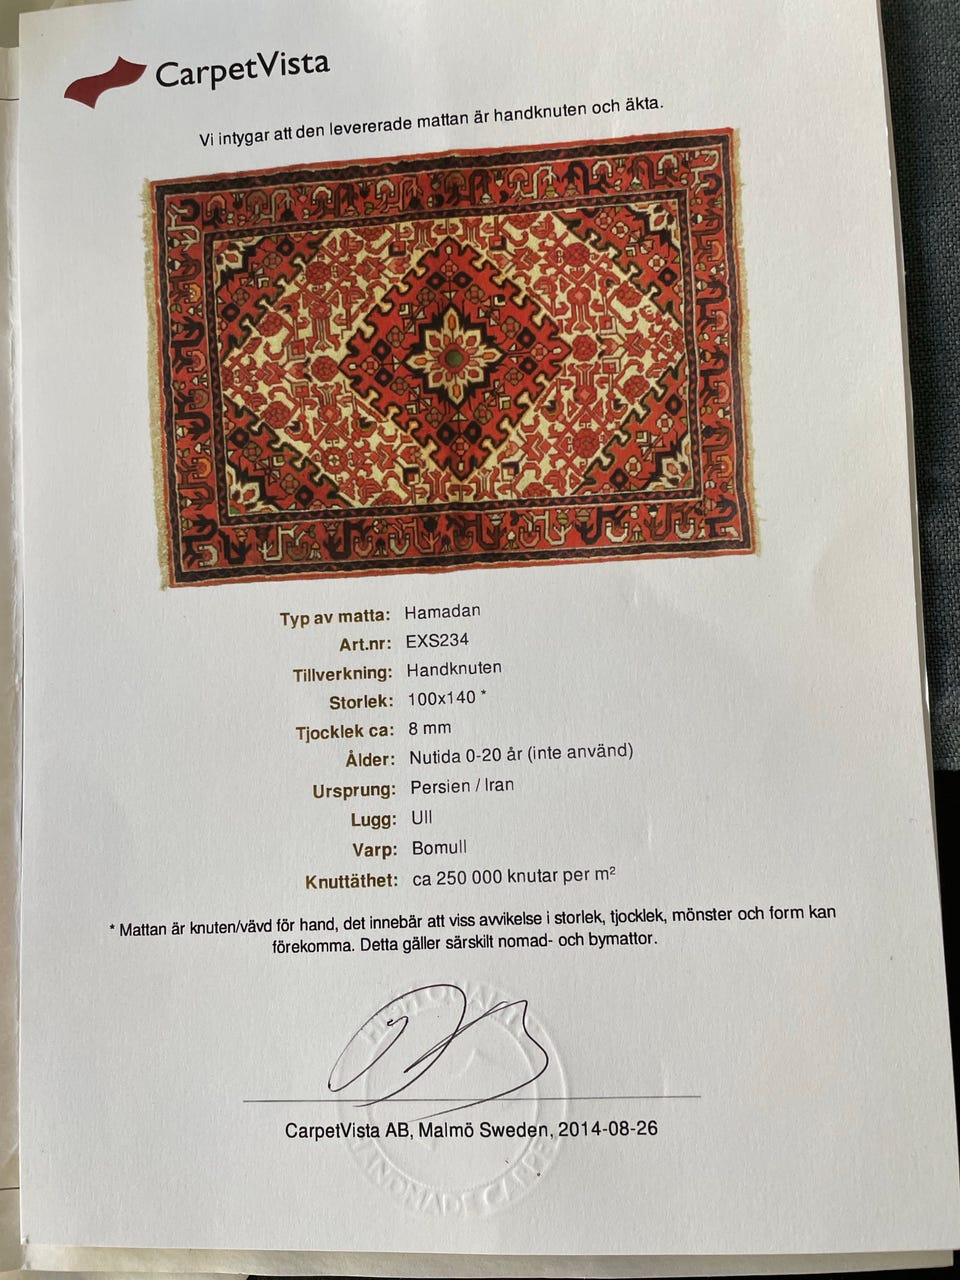 CarpetVista
Vi intygar att den levererade mattan är handknuten och äkta.
Typ av matta: Hamadan
Art.nr: EXS234
Tillverkning: Handknuten
Storlek: 100x140 *
Tjocklek ca: 8 mm
Ålder: Nutida 0-20 år (inte använd)
Ursprung: Persien / Iran
Lugg: Ull
Varp: Bomull
Knuttäthet: ca 250 000 knutar per m²
* Mattan är knuten/vävd för hand, det innebär att viss avvikelse i storlek, tjocklek, mönster och form kan
förekomma. Detta gäller särskilt nomad- och bymattor.
HIGH QUALITY
CarpetVista AB, Malmö Sweden, 2014-08-26
HANDMADE CARPE